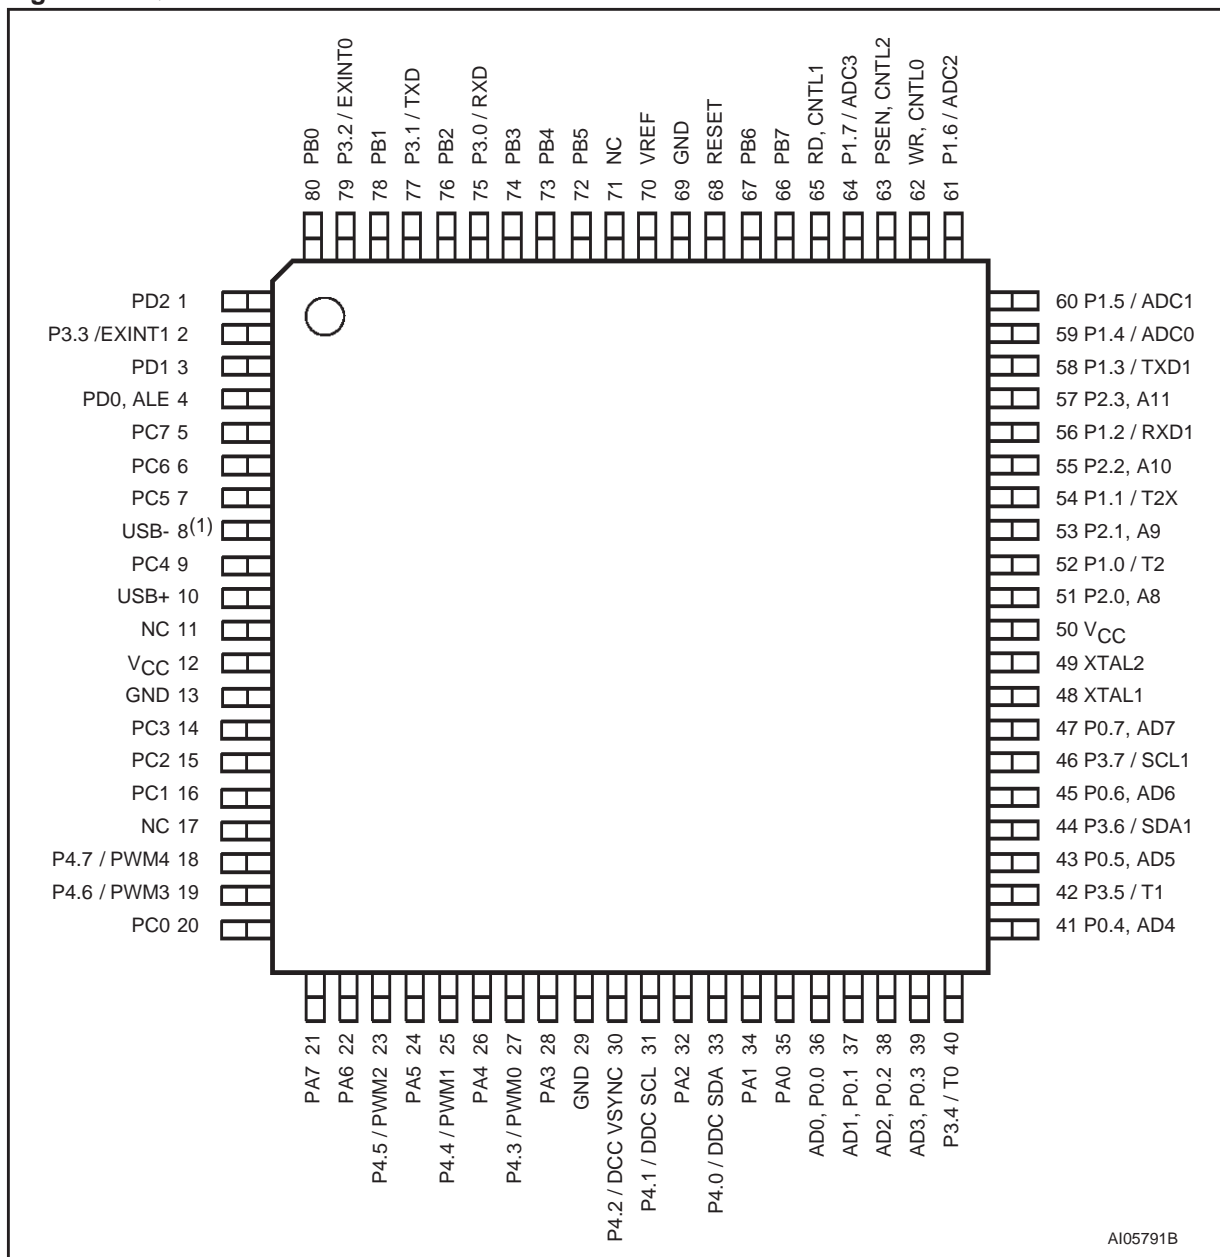 80 PB0
79 P3.2 / EXINT0
78 PB1
77 P3.1 / TXD
76 PB2
75 P3.0 / RXD
74 PB3
73 PB4
72 PB5
71 NC
70 VREF
69 GND
68 RESET
67 PB6
66 PB7
65 RD, CNTL1
64 P1.7 / ADC3
63 PSEN, CNTL2
62 WR, CNTL0
61 P1.6 / ADC2
PD2 1
P3.3 /EXINT1 2
PD1 3
PD0, ALE 4
PC7 5
PC6 6
PC5 7
USB- 8(1)
PC4 9
USB+ 10
NC 11
VCC 12
GND 13
PC3 14
PC2 15
PC1 16
NC 17
P4.7 / PWM4 18
P4.6 / PWM3 19
PC0 20
60 P1.5 / ADC1
59 P1.4 / ADC0
58 P1.3 / TXD1
57 P2.3, A11
56 P1.2 / RXD1
55 P2.2, A10
54 P1.1 / T2X
53 P2.1, A9
52 P1.0 / T2
51 P2.0, A8
50 VCC
49 XTAL2
48 XTAL1
47 P0.7, AD7
46 P3.7 / SCL1
45 P0.6, AD6
44 P3.6 / SDA1
43 P0.5, AD5
42 P3.5 / T1
41 P0.4, AD4
PA7 21
PA6 22
P4.5 / PWM2 23
PA5 24
P4.4 / PWM1 25
PA4 26
P4.3 / PWM0 27
PA3 28
GND 29
P4.2 / DCC VSYNC 30
P4.1 / DDC SCL 31
PA2 32
P4.0 / DDC SDA 33
PA1 34
PA0 35
AD0, P0.0 36
AD1, P0.1 37
AD2, P0.2 38
AD3, P0.3 39
P3.4 / T0 40
AI05791B